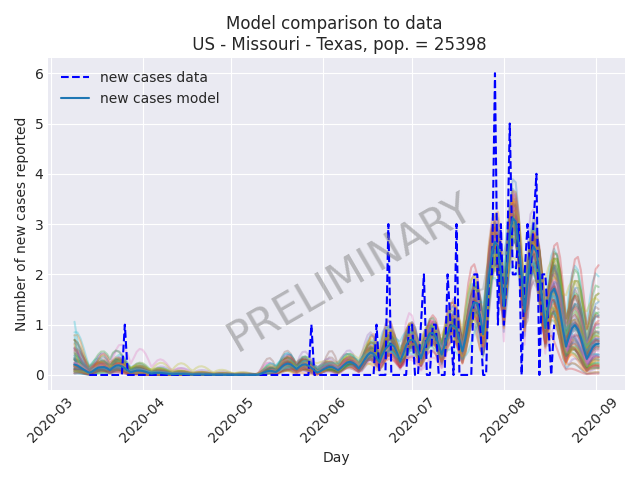 Model comparison to data
US - Missouri - Texas, pop. = 25398
new cases data
new cases model
Number of new cases reported
6
5
4
3
2
1
0
PRELIMINARY
2020-03
2020-04
2020-05
2020-06
2020-07
2020-08
2020-09
Day